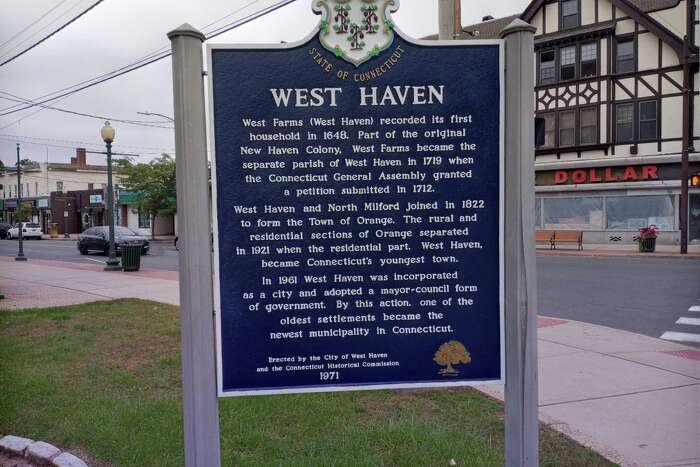 STATE OF CONNECTICUT
WEST HAVEN
West Farms (West Haven) recorded its first
household in 1648. Part of the original
New Haven Colony, West Farms became the
separate parish of West Haven in 1719 when
the Connecticut General Assembly granted
a petition submitted in 1712.
West Haven and North Milford joined in 1822
to form the Town of Orange. The rural and
residential sections of Orange separated
in 1921 when the residential part, West Haven,
became Connecticut's youngest town.
In 1961 West Haven was incorporated
as a city and adopted a mayor-council form
of government. By this action, one of the
oldest settlements became the
newest municipality in Connecticut.
Erected by the City of West Haven
and the Connecticut Historical Commission
1971
DOLLAR